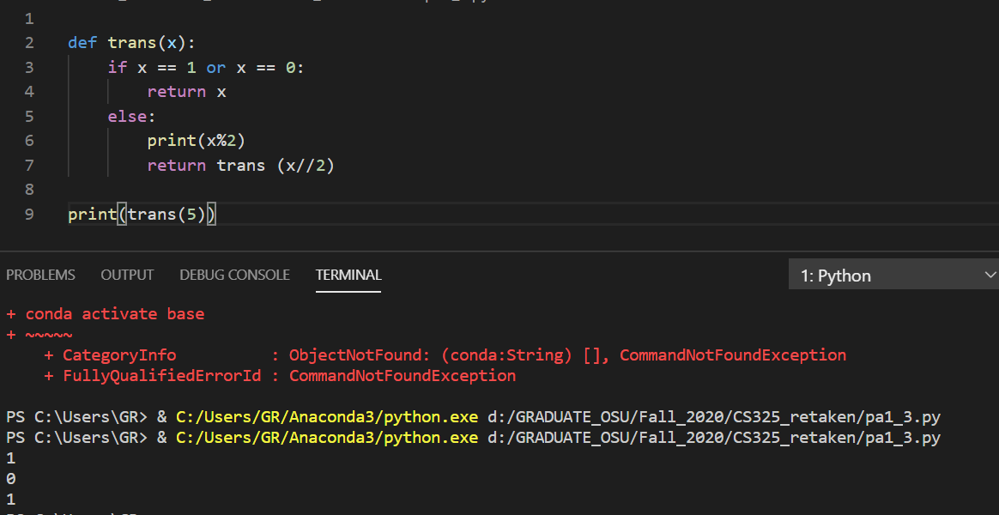 1
2 def trans(x):
3 if x == 1 or x == 0:
4 return x
5 else:
6 print(x%2)
7 return trans (x//2)
8
9 print(trans(5))
PROBLEMS OUTPUT DEBUG CONSOLE TERMINAL 1: Python
+ conda activate base
+ ~~~~~
+ CategoryInfo : ObjectNotFound: (conda:String) [], CommandNotFoundException
+ FullyQualifiedErrorId : CommandNotFoundException
PS C:\Users\GR> & C:/Users/GR/Anaconda3/python.exe d:/GRADUATE_OSU/Fall_2020/CS325_retaken/pa1_3.py
PS C:\Users\GR> & C:/Users/GR/Anaconda3/python.exe d:/GRADUATE_OSU/Fall_2020/CS325_retaken/pa1_3.py
1
0
1